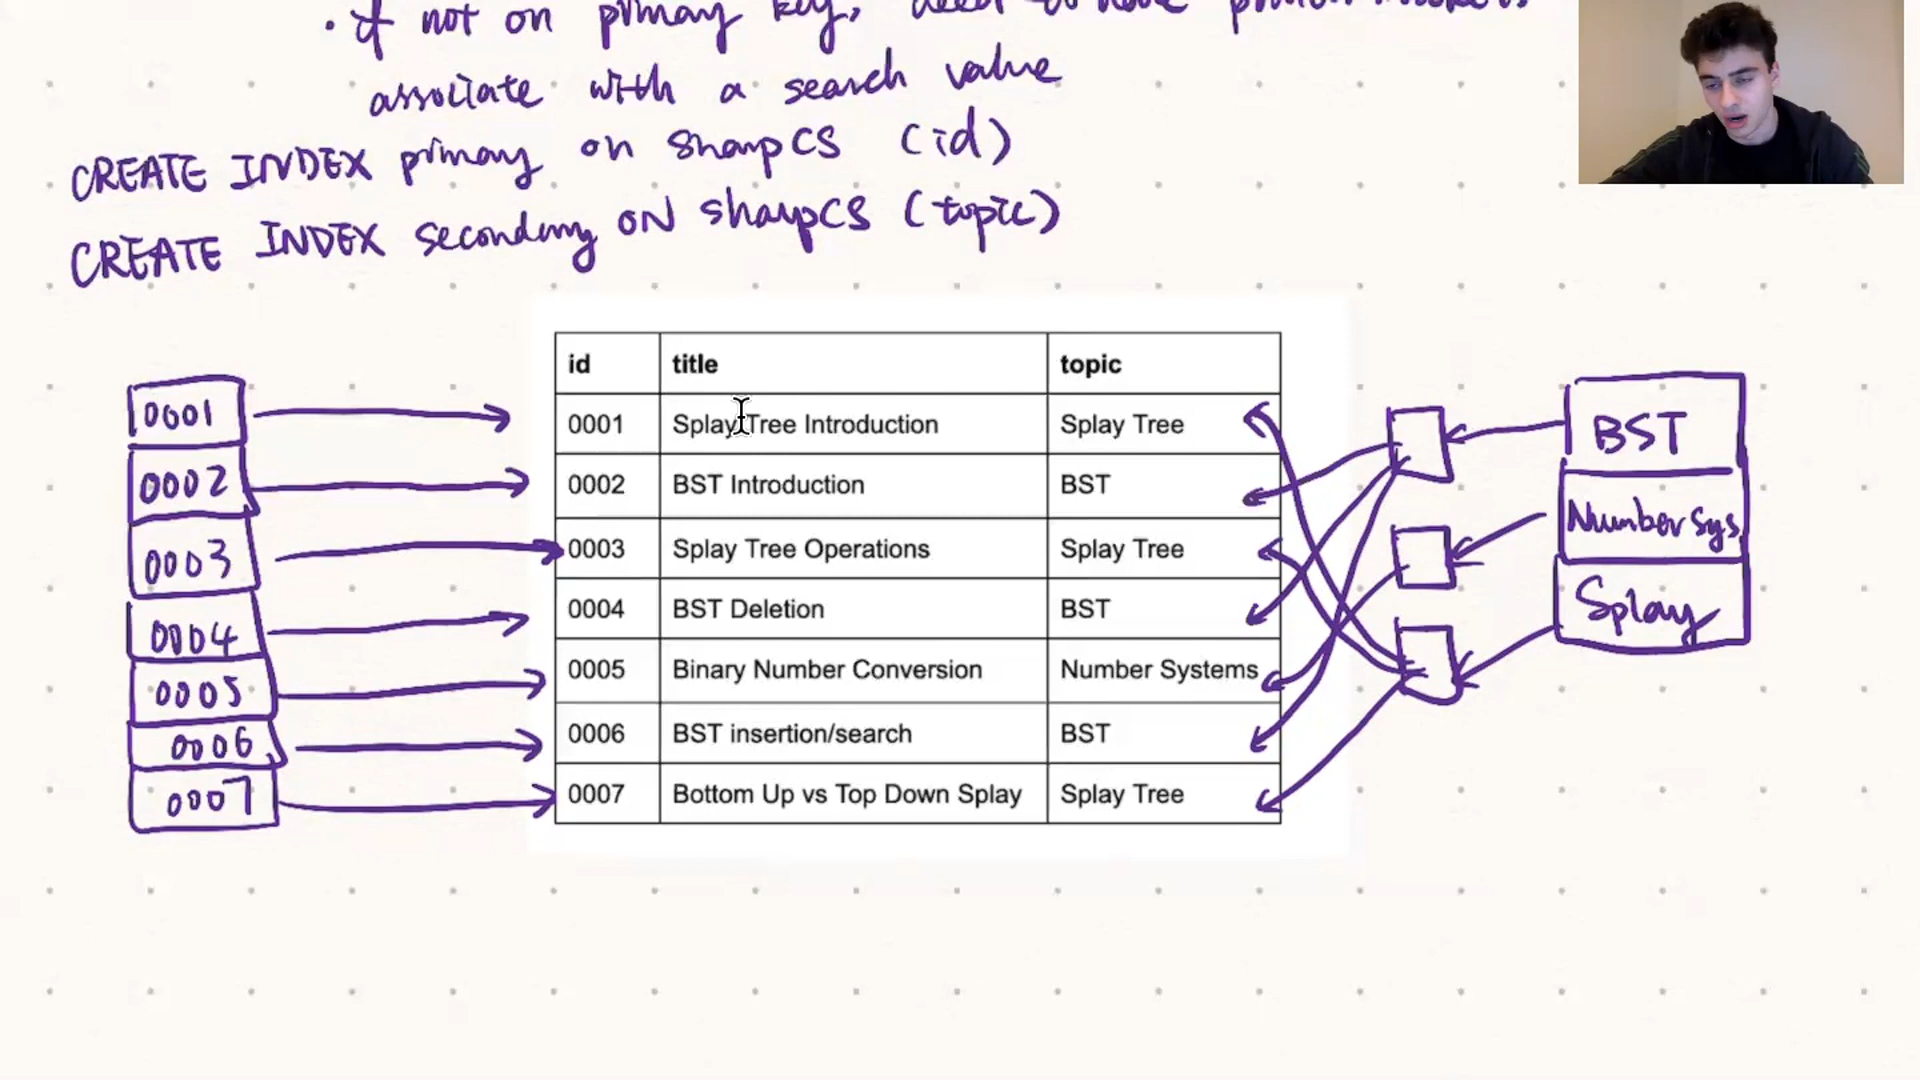 • if not on primary key, need to have
associate with a search value
CREATE INDEX primary on sharpCS (id)
CREATE INDEX secondary ON sharpCS (topic)
id title topic
0001 Splay Tree Introduction Splay Tree
0002 BST Introduction BST
0003 Splay Tree Operations Splay Tree
0004 BST Deletion BST
0005 Binary Number Conversion Number Systems
0006 BST insertion/search BST
0007 Bottom Up vs Top Down Splay Splay Tree
0001
0002
0003
0004
0005
0006
0007
BST
Number Sys
Splay